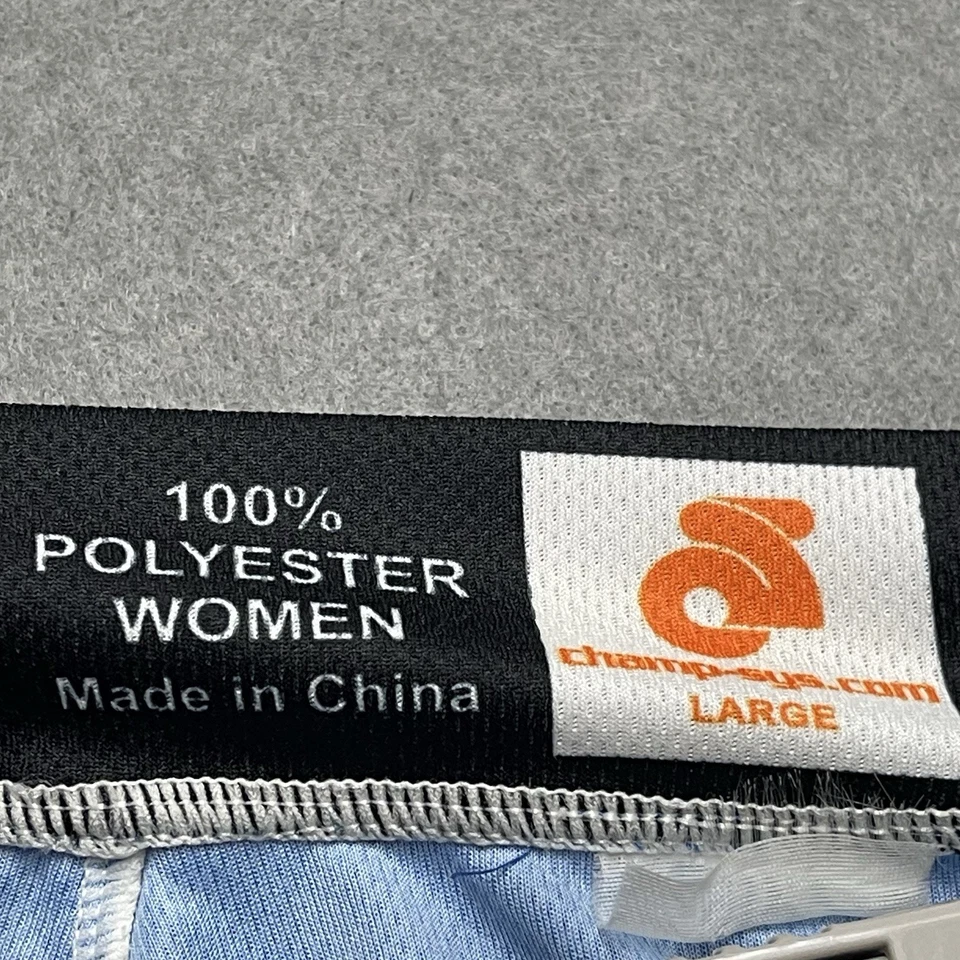 100%
POLYESTER
WOMEN
Made in China
champ-sys.com
LARGE